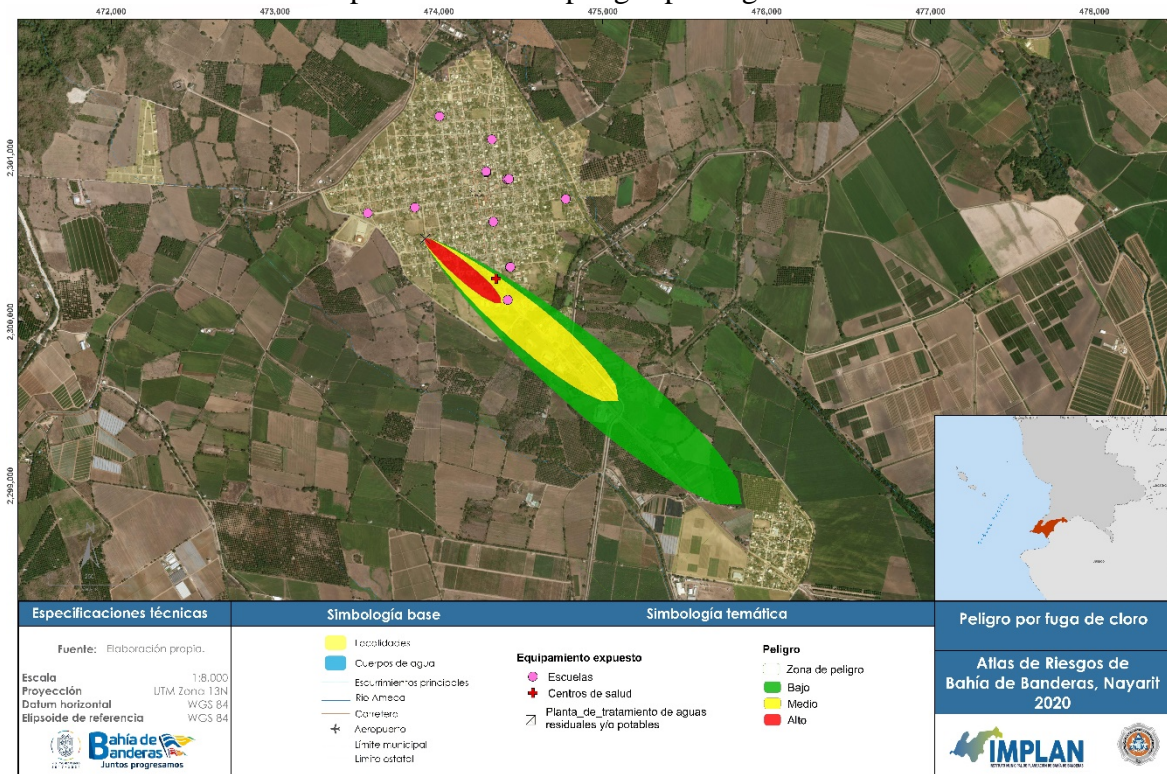 472,000 473,000 474,000 475,000 476,000 477,000 478,000
2,301,000
2,300,000
2,299,000
Especificaciones técnicas
Fuente: Elaboración propia.
Escala 1:8.000
Proyección UTM Zona 13N
Datum horizontal WGS 84
Elipsoide de referencia WGS 84
Bahía de
Banderas
Juntos progresamos
Simbología base
Localidades
Cuerpos de agua
Escurrimientos principales
Río Ameca
Carretera
Aeropuerto
Límite municipal
Límite estatal
Simbología temática
Equipamiento expuesto
Escuelas
Centros de salud
Planta_de_tratamiento de aguas
residuales y/o potables
Peligro
Zona de peligro
Bajo
Medio
Alto
Peligro por fuga de cloro
Atlas de Riesgos de
Bahía de Banderas, Nayarit
2020
IMPLAN